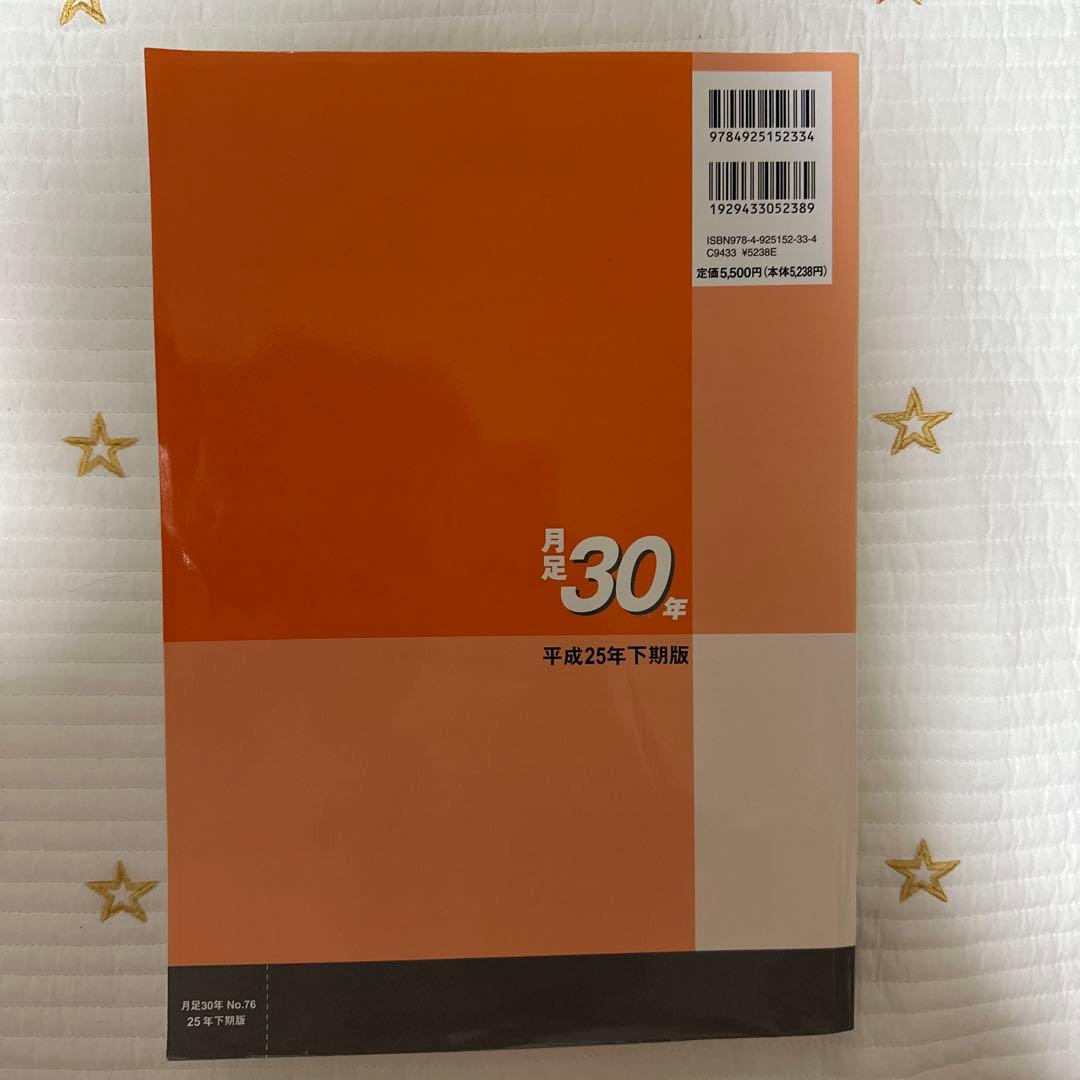 9784925152334
1929433052389
ISBN978-4-925152-33-4
C9433 ¥5238E
定価5,500円(本体5,238円)
月足30年
平成25年下期版
月足30年 No.76
25年下期版